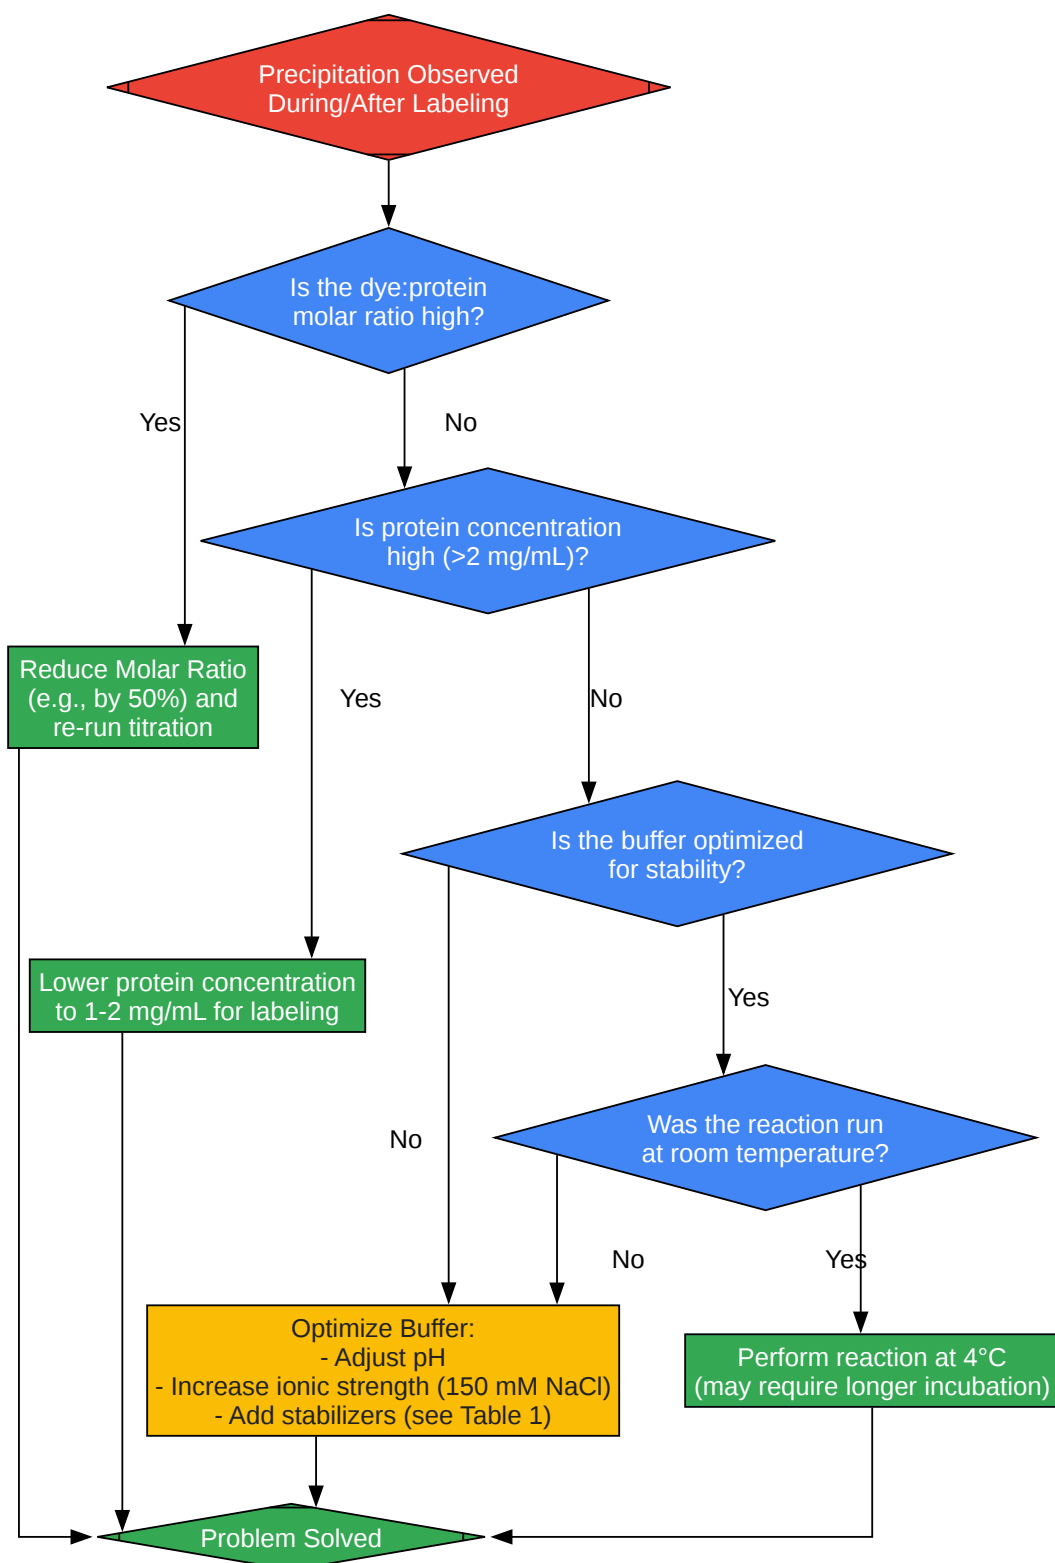 Precipitation Observed
During/After Labeling
Is the dye:protein
molar ratio high?
Yes
No
Is protein concentration
high (>2 mg/mL)?
Reduce Molar Ratio
(e.g., by 50%) and
re-run titration
Yes
No
Is the buffer optimized
for stability?
Lower protein concentration
to 1-2 mg/mL for labeling
Yes
Was the reaction run
at room temperature?
No
No
Yes
Optimize Buffer:
- Adjust pH
- Increase ionic strength (150 mM NaCl)
- Add stabilizers (see Table 1)
Perform reaction at 4°C
(may require longer incubation)
Problem Solved